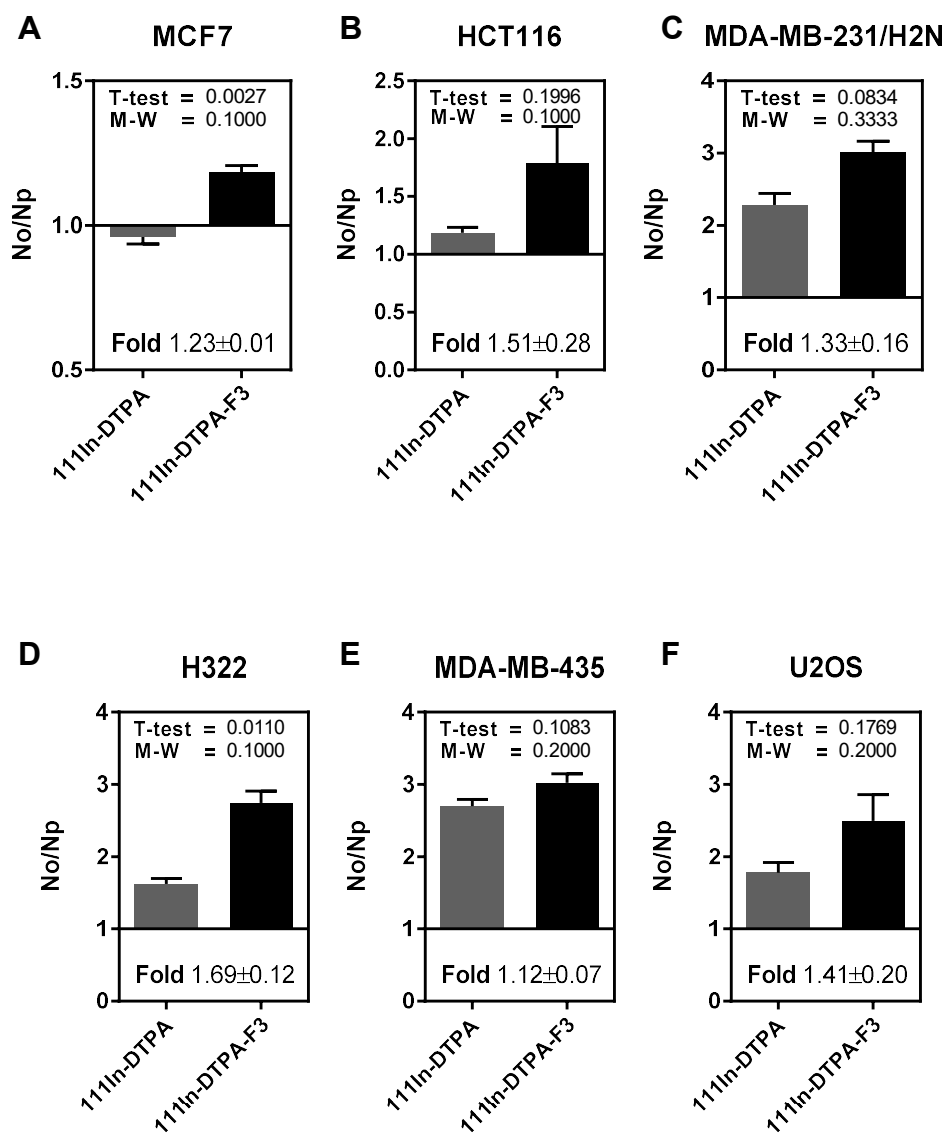 A
MCF7
1.5
1.0
0.5
No/Np
T-test = 0.0027
M-W = 0.1000
Fold 1.23±0.01
111In-DTPA
111In-DTPA-F3
B
HCT116
2.5
2.0
1.5
1.0
0.5
0.0
No/Np
T-test = 0.1996
M-W = 0.1000
Fold 1.51±0.28
111In-DTPA
111In-DTPA-F3
C
MDA-MB-231/H2N
4
3
2
1
0
No/Np
T-test = 0.0834
M-W = 0.3333
Fold 1.33±0.16
111In-DTPA
111In-DTPA-F3
D
H322
4
3
2
1
0
No/Np
T-test = 0.0110
M-W = 0.1000
Fold 1.69±0.12
111In-DTPA
111In-DTPA-F3
E
MDA-MB-435
4
3
2
1
0
No/Np
T-test = 0.1083
M-W = 0.2000
Fold 1.12±0.07
111In-DTPA
111In-DTPA-F3
F
U2OS
4
3
2
1
0
No/Np
T-test = 0.1769
M-W = 0.2000
Fold 1.41±0.20
111In-DTPA
111In-DTPA-F3